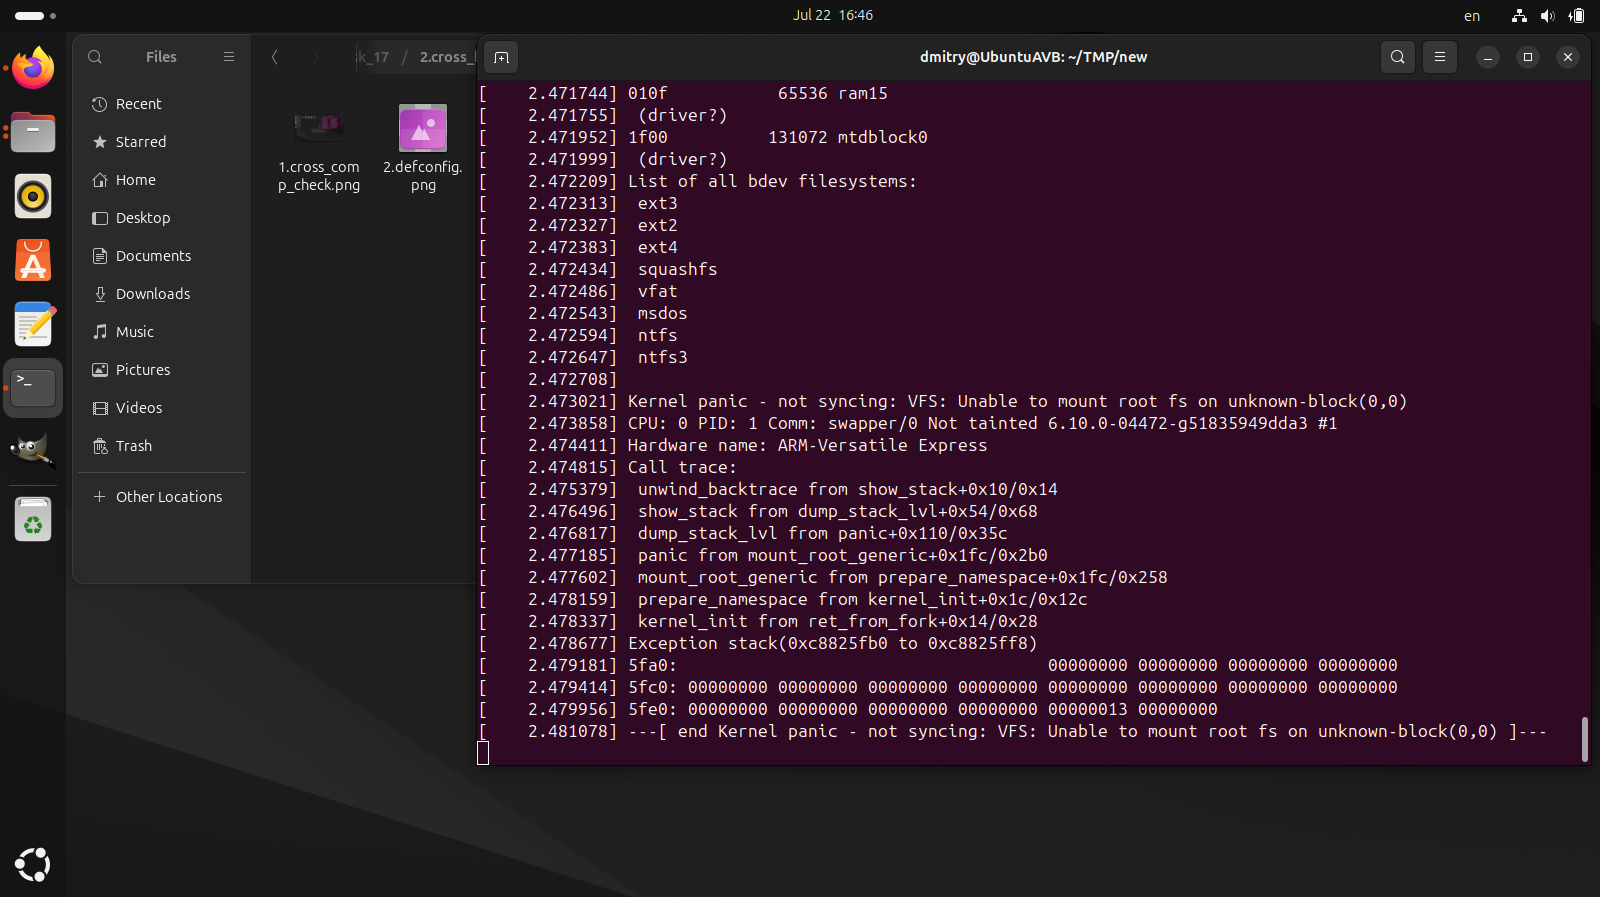 Jul 22 16:46
en
Files
k_17 / 2.cross_
dmitry@UbuntuAVB: ~/TMP/new
Recent
Starred
Home
Desktop
Documents
Downloads
Music
Pictures
Videos
Trash
Other Locations
1.cross_com
p_check.png
2.defconfig.
png
[    2.471744] 010f           65536 ram15
[    2.471755]  (driver?)
[    2.471952] 1f00          131072 mtdblock0
[    2.471999]  (driver?)
[    2.472209] List of all bdev filesystems:
[    2.472313]  ext3
[    2.472327]  ext2
[    2.472383]  ext4
[    2.472434]  squashfs
[    2.472486]  vfat
[    2.472543]  msdos
[    2.472594]  ntfs
[    2.472647]  ntfs3
[    2.472708]
[    2.473021] Kernel panic - not syncing: VFS: Unable to mount root fs on unknown-block(0,0)
[    2.473858] CPU: 0 PID: 1 Comm: swapper/0 Not tainted 6.10.0-04472-g51835949dda3 #1
[    2.474411] Hardware name: ARM-Versatile Express
[    2.474815] Call trace:
[    2.475379]  unwind_backtrace from show_stack+0x10/0x14
[    2.476496]  show_stack from dump_stack_lvl+0x54/0x68
[    2.476817]  dump_stack_lvl from panic+0x110/0x35c
[    2.477185]  panic from mount_root_generic+0x1fc/0x2b0
[    2.477602]  mount_root_generic from prepare_namespace+0x1fc/0x258
[    2.478159]  prepare_namespace from kernel_init+0x1c/0x12c
[    2.478337]  kernel_init from ret_from_fork+0x14/0x28
[    2.478677] Exception stack(0xc8825fb0 to 0xc8825ff8)
[    2.479181] 5fa0:                                     00000000 00000000 00000000 00000000
[    2.479414] 5fc0: 00000000 00000000 00000000 00000000 00000000 00000000 00000000 00000000
[    2.479956] 5fe0: 00000000 00000000 00000000 00000000 00000013 00000000
[    2.481078] ---[ end Kernel panic - not syncing: VFS: Unable to mount root fs on unknown-block(0,0) ]---